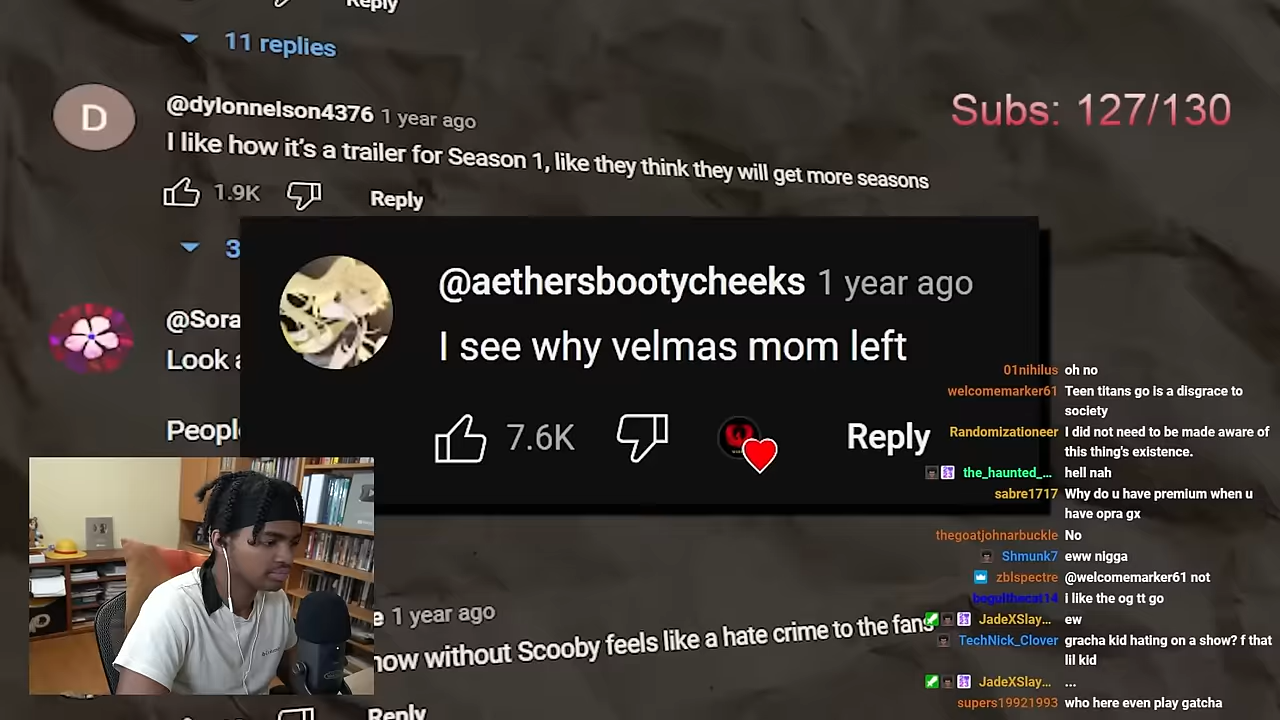 Reply
11 replies
@dylonnelson4376 1 year ago
I like how it's a trailer for Season 1, like they think they will get more seasons
1.9K Reply
3
@Sora
Look a
Peopl
Subs: 127/130
@aethersbootycheeks 1 year ago
I see why velmas mom left
7.6K Reply
e 1 year ago
how without Scooby feels like a hate crime to the fans
Reply
01nihilus oh no
welcomemarker61 Teen titans go is a disgrace to
society
Randomizationeer I did not need to be made aware of
this thing's existence.
the_haunted_... hell nah
sabre1717 Why do u have premium when u
have opra gx
thegoatjohnarbuckle No
Shmunk7 eww nigga
zblspectre @welcomemarker61 not
i like the og tt go
JadeXSlay... ew
TechNick_Clover gracha kid hating on a show? f that
lil kid
JadeXSlay... ...
supers19921993 who here even play gatcha